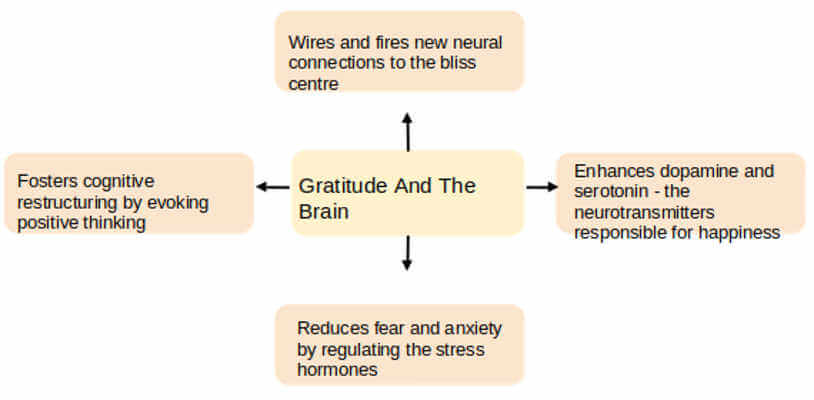 Wires and fires new neural
connections to the bliss
centre
Fosters cognitive
restructuring by evoking
positive thinking
Gratitude And The
Brain
Enhances dopamine and
serotonin - the
neurotransmitters
responsible for happiness
Reduces fear and anxiety
by regulating the stress
hormones